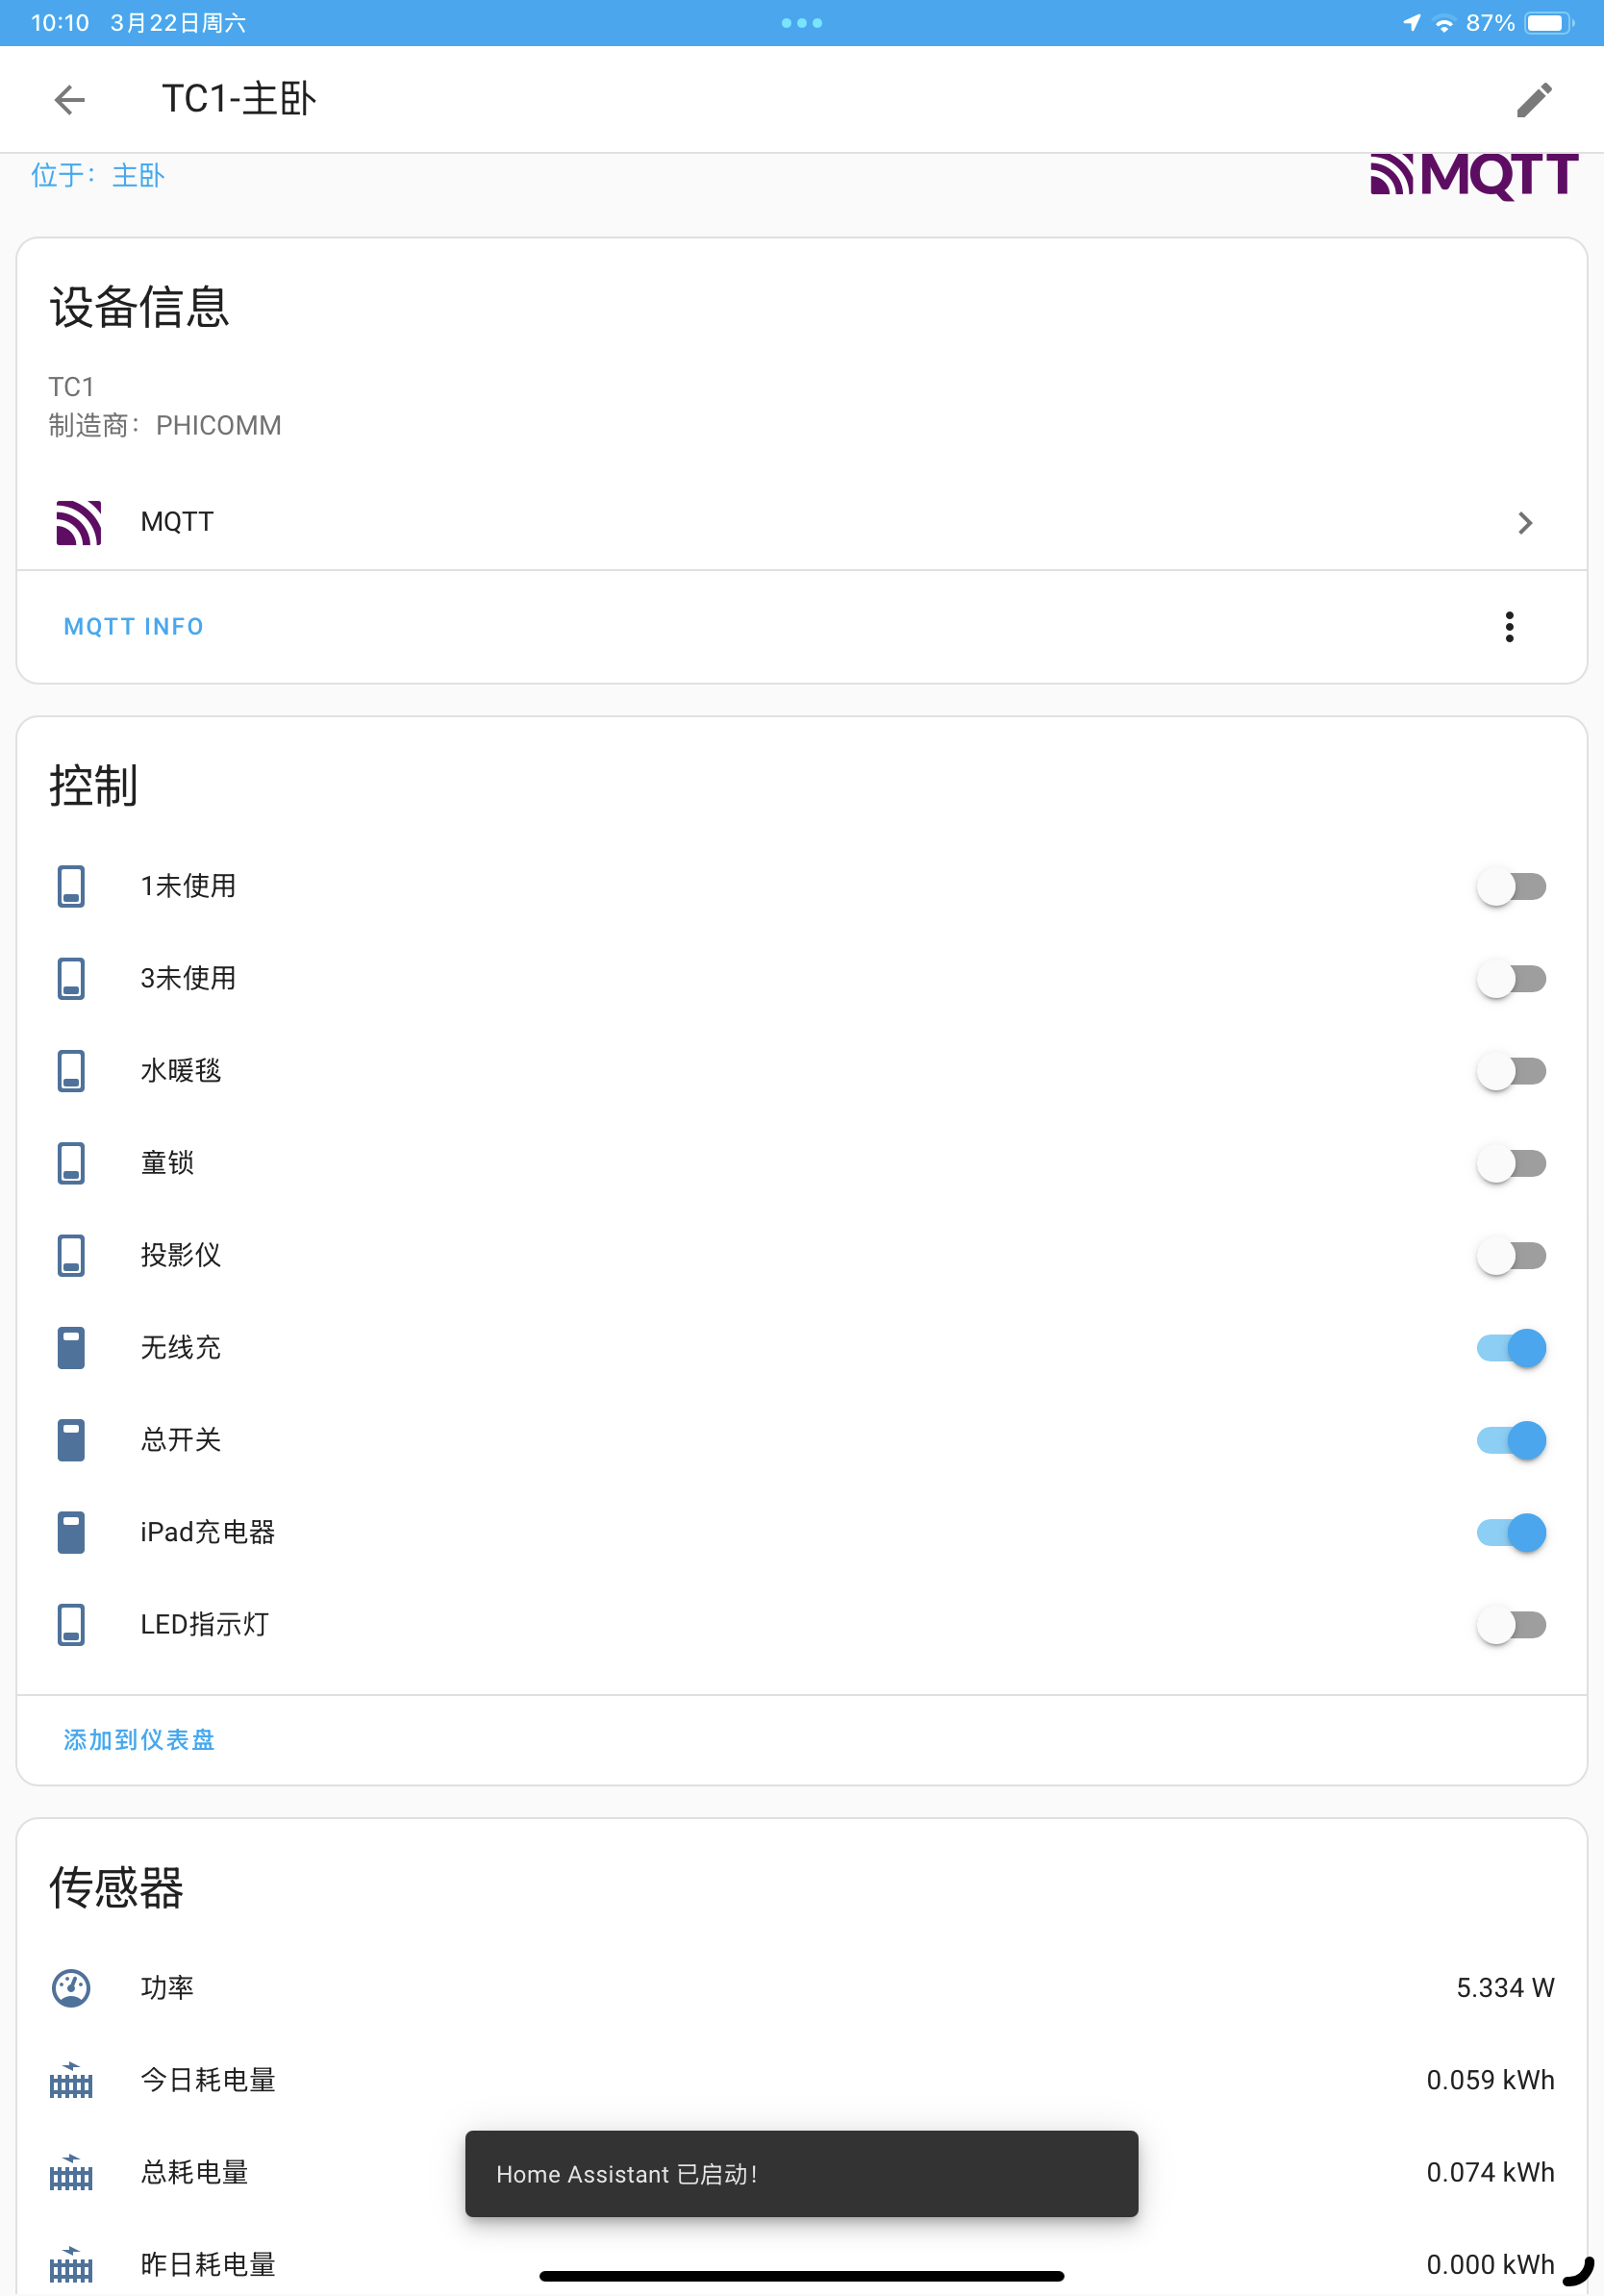 10:10 3月22日周六 87%
TC1-主卧
位于：主卧
MQTT
设备信息
TC1
制造商：PHICOMM
MQTT
MQTT INFO
控制
1未使用
3未使用
水暖毯
童锁
投影仪
无线充
总开关
iPad充电器
LED指示灯
添加到仪表盘
传感器
功率 5.334 W
今日耗电量 0.059 kWh
总耗电量 0.074 kWh
Home Assistant 已启动！
昨日耗电量 0.000 kWh